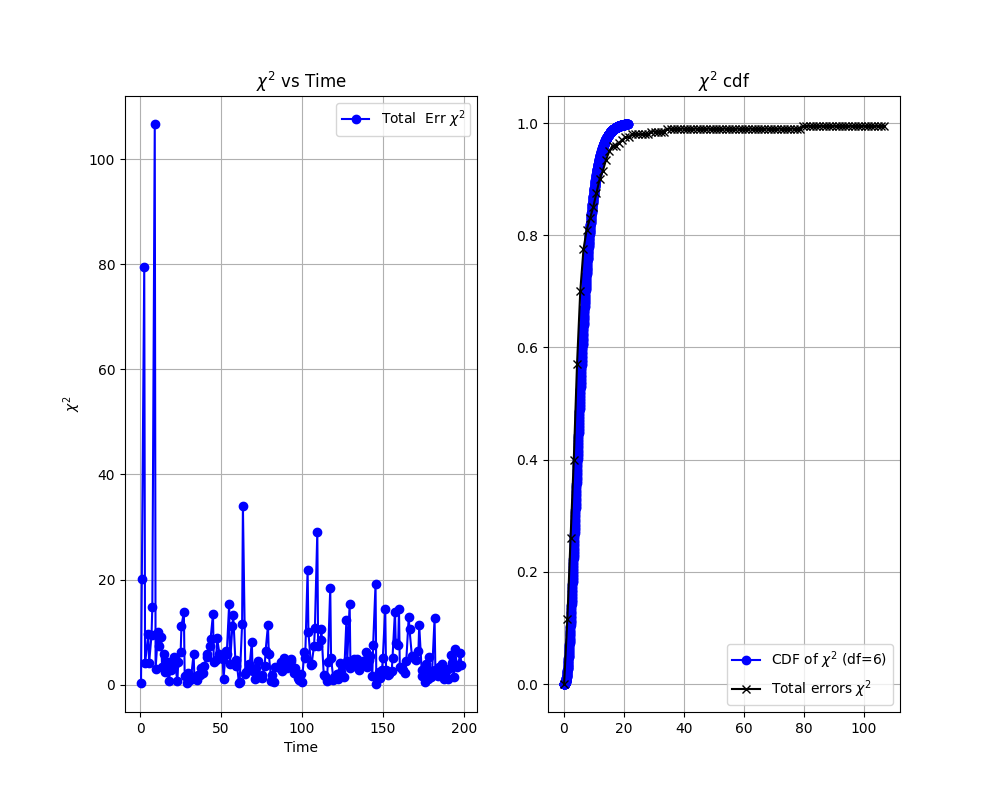 χ² vs Time
χ²
100
80
60
40
20
0
Total Err χ²
0 50 100 150 200
Time
χ² cdf
1.0
0.8
0.6
0.4
0.2
0.0
CDF of χ² (df=6)
Total errors χ²
0 20 40 60 80 100